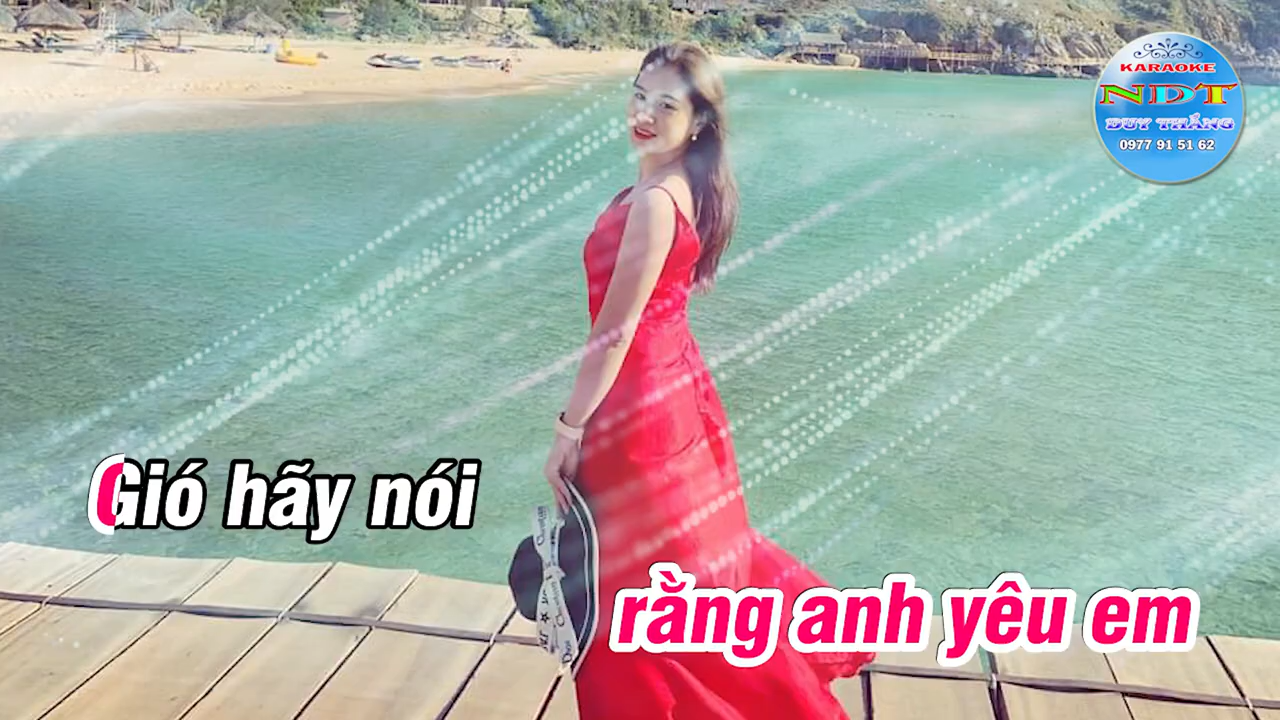 KARAOKE
NDT
DUY THẮNG
0977 91 51 62
Gió hãy nói
rằng anh yêu em